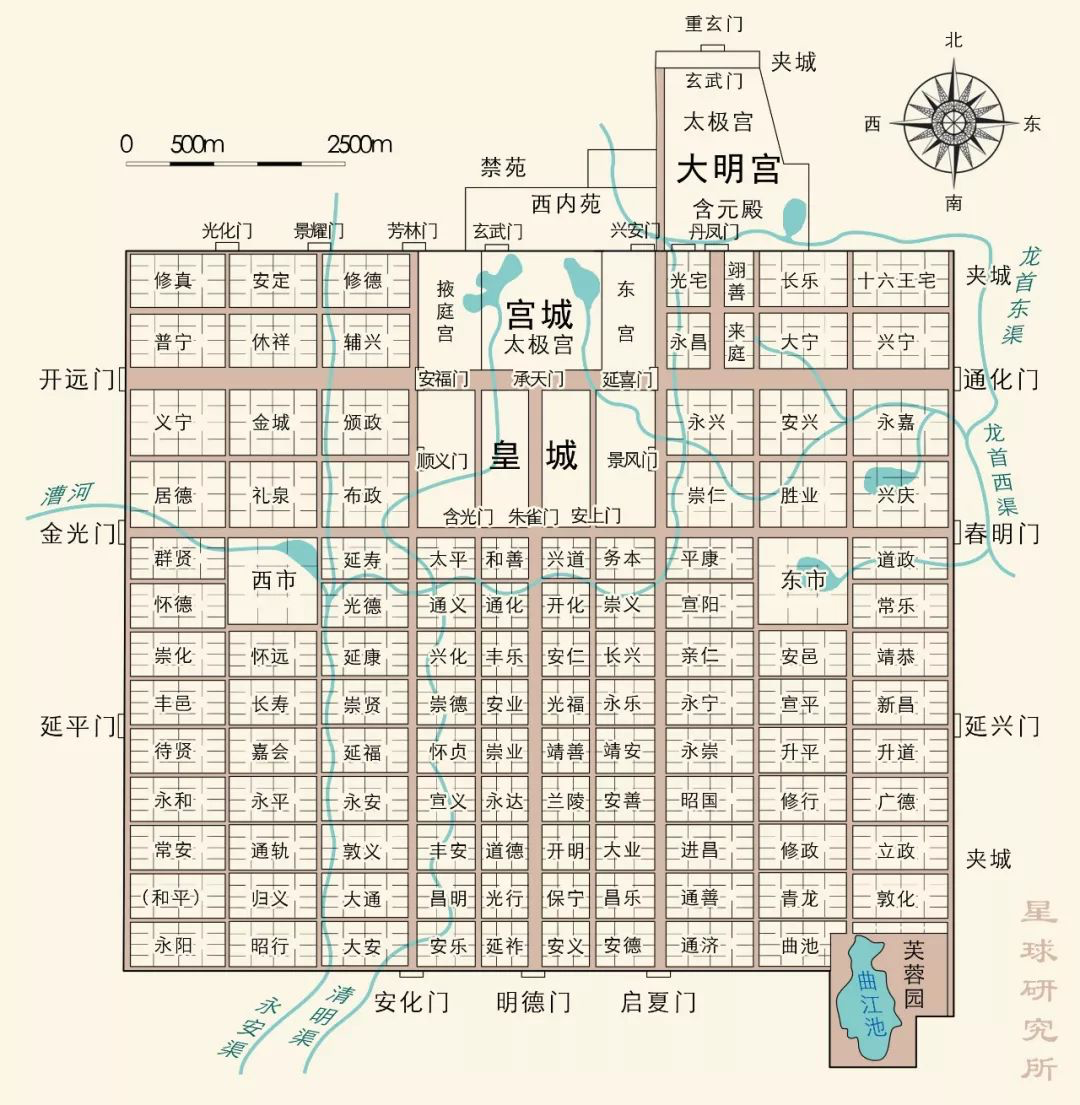 重玄门
夹城
北
玄武门
太极宫
西
东
0 500m 2500m
禁苑
大明宫
西内苑
含元殿
南
光化门
景耀门
芳林门
玄武门
兴安门
丹凤门
修真
安定
修德
掖庭宫
宫城
太极宫
东宫
光宅
翊善
长乐
十六王宅
夹城
龙首东渠
普宁
休祥
辅兴
永昌
来庭
大宁
兴宁
开远门
安福门
承天门
延喜门
通化门
义宁
金城
颁政
永兴
安兴
永嘉
顺义门
皇城
景风门
龙首西渠
漕河
居德
礼泉
布政
崇仁
胜业
兴庆
金光门
含光门
朱雀门
安上门
春明门
群贤
西市
延寿
太平
和善
兴道
务本
平康
东市
道政
怀德
光德
通义
通化
开化
崇义
宣阳
常乐
崇化
怀远
延康
兴化
丰乐
安仁
长兴
亲仁
安邑
靖恭
延平门
丰邑
长寿
崇贤
崇德
安业
光福
永乐
永宁
宣平
新昌
延兴门
待贤
嘉会
延福
怀贞
崇业
靖善
靖安
永崇
升平
升道
永和
永平
永安
宣义
永达
兰陵
安善
昭国
修行
广德
常安
通轨
敦义
丰安
道德
开明
大业
进昌
修政
立政
夹城
(和平)
归义
大通
昌明
光行
保宁
昌乐
通善
青龙
敦化
永阳
昭行
大安
安乐
延祚
安义
安德
通济
曲池
芙蓉园
曲江池
安化门
明德门
启夏门
永安渠
清明渠
星球研究所